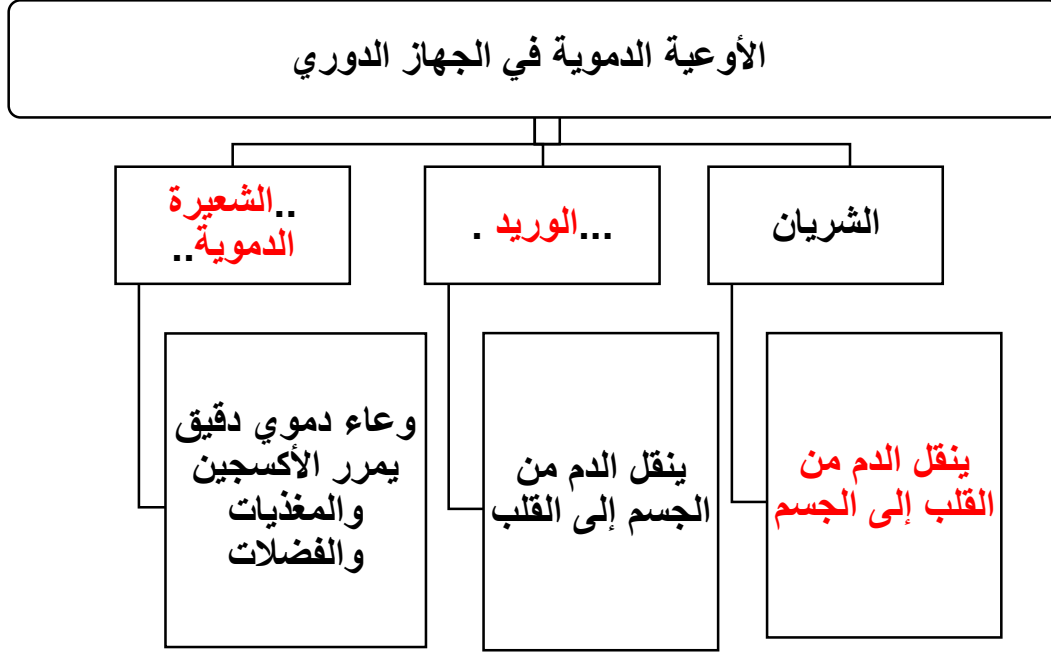 الأوعية الدموية في الجهاز الدوري
الشريان
...الوريد .
..الشعيرة
الدموية..
ينقل الدم من
القلب إلى الجسم
ينقل الدم من
الجسم إلى القلب
وعاء دموي دقيق
يمرر الأكسجين
والمغذيات
والفضلات